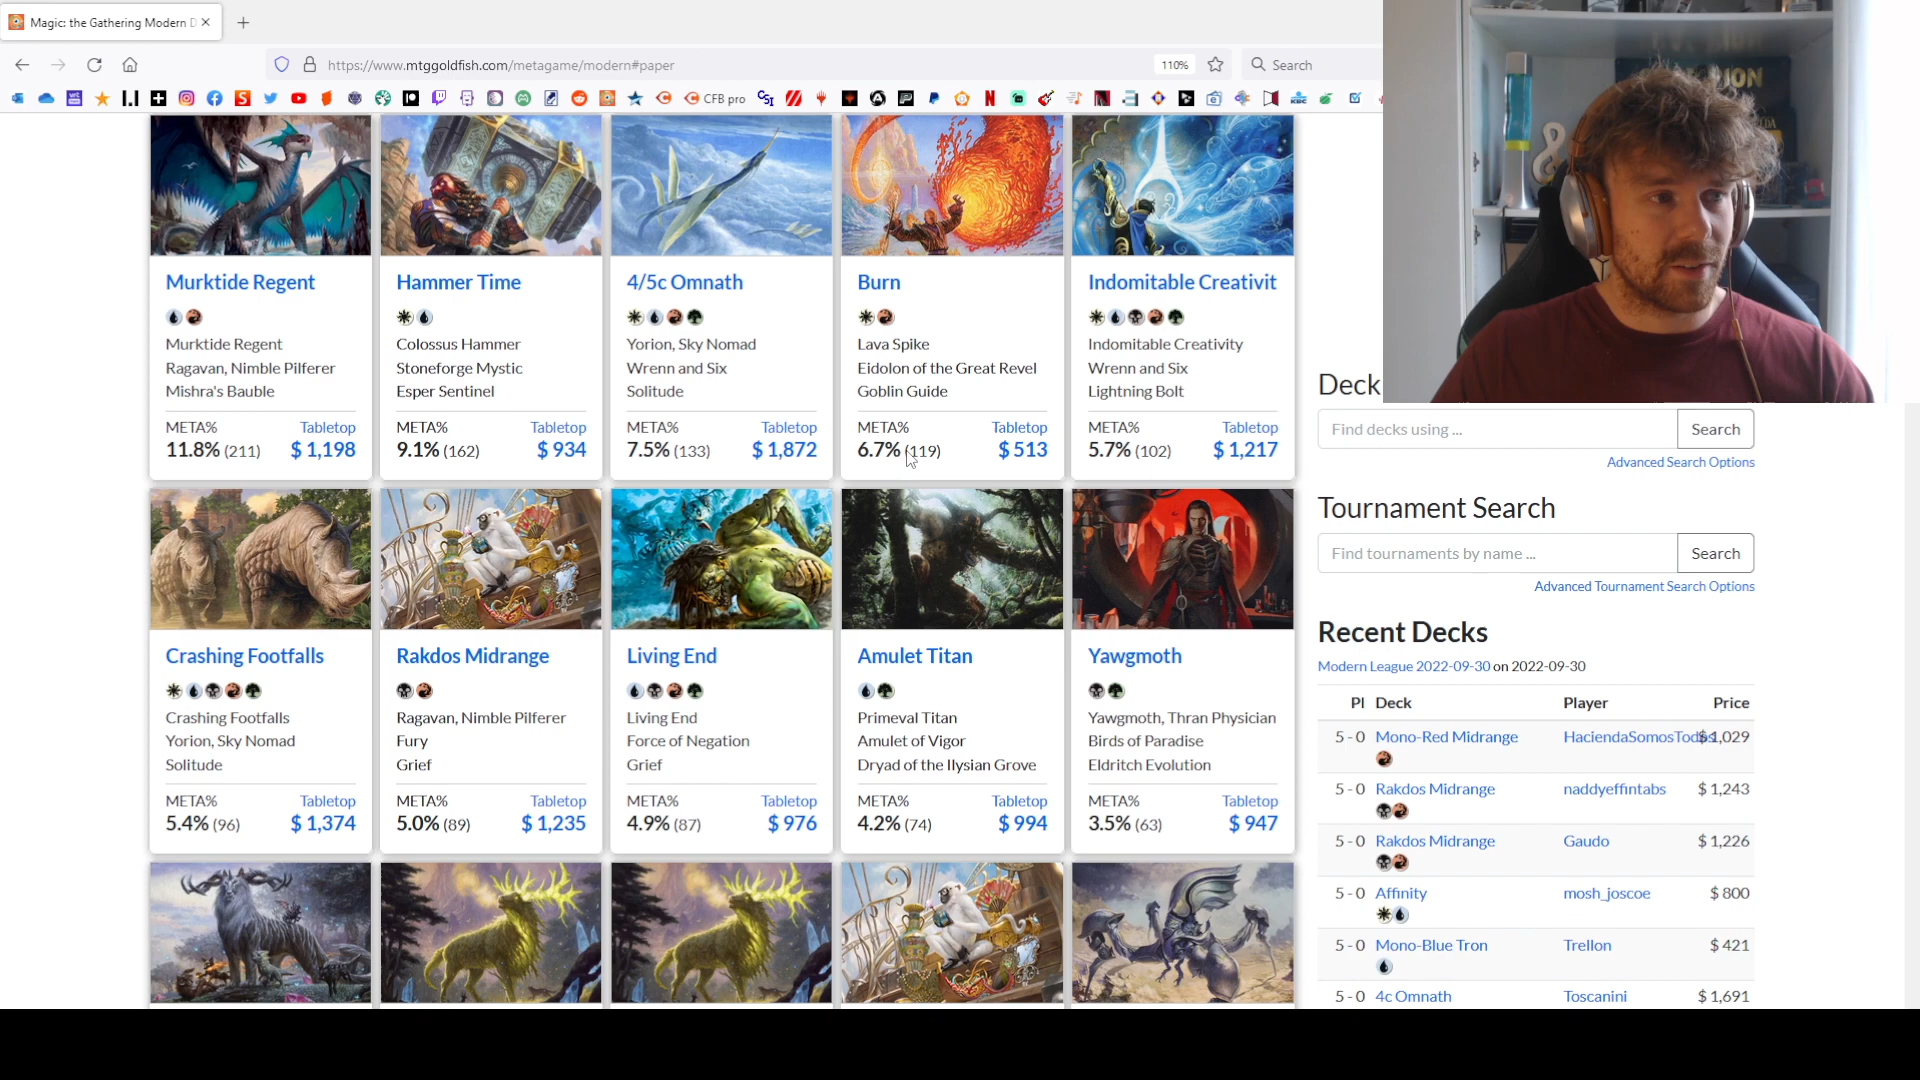 Magic: the Gathering Modern D
https://www.mtggoldfish.com/metagame/modern#paper
110%
Search
CFB pro
Murktide Regent
Murktide Regent
Ragavan, Nimble Pilferer
Mishra's Bauble
META%
Tabletop
11.8% (211)
$ 1,198
Hammer Time
Colossus Hammer
Stoneforge Mystic
Esper Sentinel
META%
Tabletop
9.1% (162)
$ 934
4/5c Omnath
Yorion, Sky Nomad
Wrenn and Six
Solitude
META%
Tabletop
7.5% (133)
$ 1,872
Burn
Lava Spike
Eidolon of the Great Revel
Goblin Guide
META%
Tabletop
6.7% (119)
$ 513
Indomitable Creativit
Indomitable Creativity
Wrenn and Six
Lightning Bolt
META%
Tabletop
5.7% (102)
$ 1,217
Crashing Footfalls
Crashing Footfalls
Yorion, Sky Nomad
Solitude
META%
Tabletop
5.4% (96)
$ 1,374
Rakdos Midrange
Ragavan, Nimble Pilferer
Fury
Grief
META%
Tabletop
5.0% (89)
$ 1,235
Living End
Living End
Force of Negation
Grief
META%
Tabletop
4.9% (87)
$ 976
Amulet Titan
Primeval Titan
Amulet of Vigor
Dryad of the Ilysian Grove
META%
Tabletop
4.2% (74)
$ 994
Yawgmoth
Yawgmoth, Thran Physician
Birds of Paradise
Eldritch Evolution
META%
Tabletop
3.5% (63)
$ 947
Deck
Find decks using ...
Search
Advanced Search Options
Tournament Search
Find tournaments by name ...
Search
Advanced Tournament Search Options
Recent Decks
Modern League 2022-09-30 on 2022-09-30
Pl Deck Player Price
5 - 0 Mono-Red Midrange HaciendaSomosTodos $ 1,029
5 - 0 Rakdos Midrange naddyeffintabs $ 1,243
5 - 0 Rakdos Midrange Gaudo $ 1,226
5 - 0 Affinity mosh_joscoe $ 800
5 - 0 Mono-Blue Tron Trellon $ 421
5 - 0 4c Omnath Toscanini $ 1,691